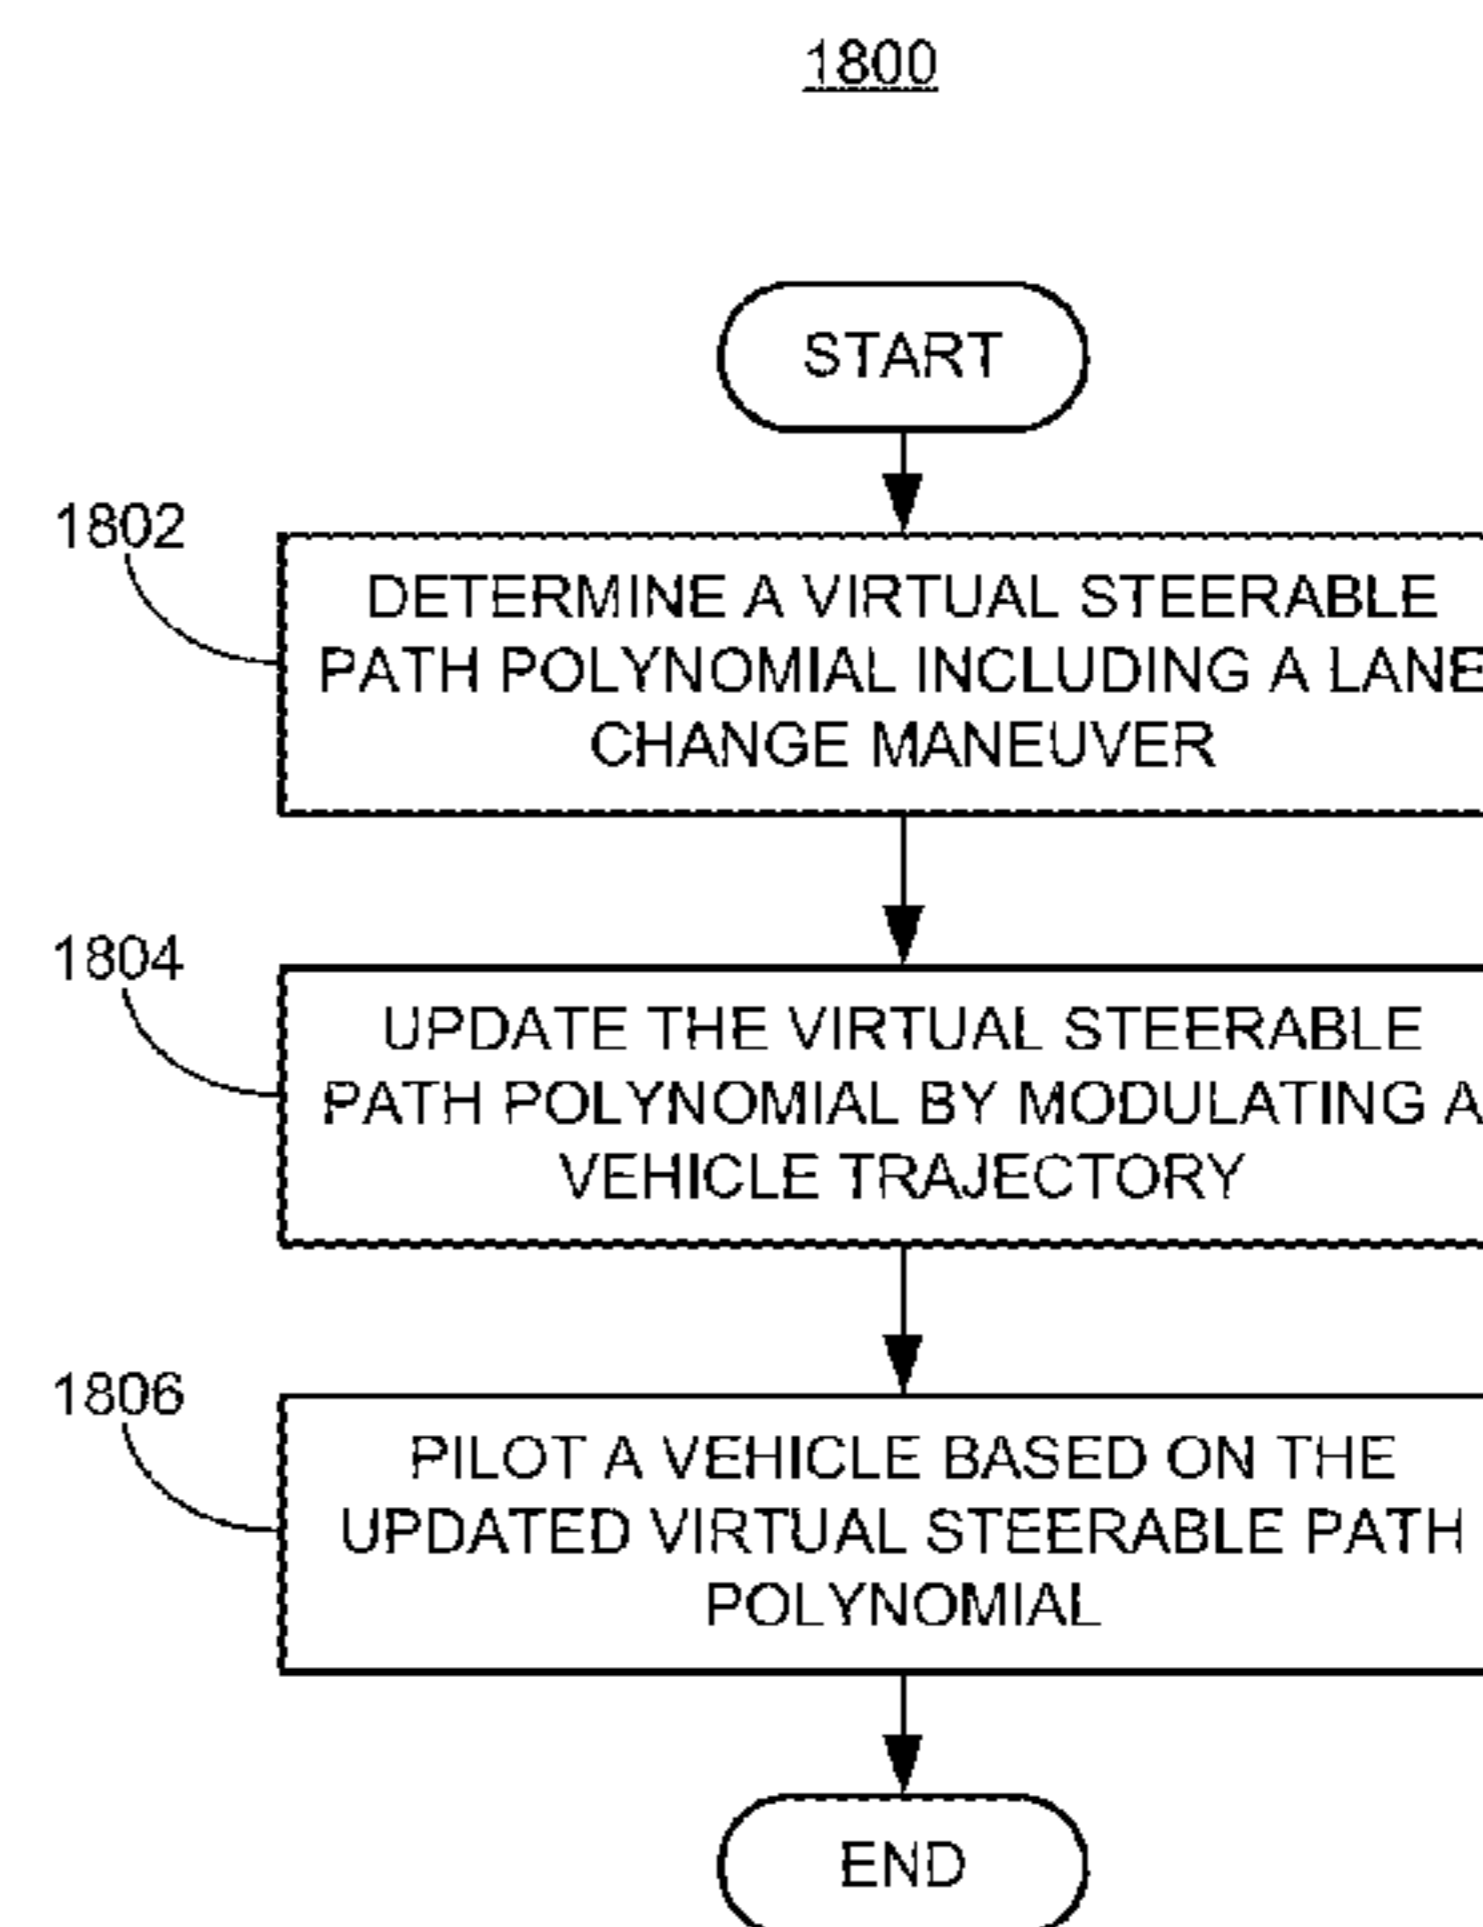 1800
START
1802
DETERMINE A VIRTUAL STEERABLE
PATH POLYNOMIAL INCLUDING A LANE
CHANGE MANEUVER
1804
UPDATE THE VIRTUAL STEERABLE
PATH POLYNOMIAL BY MODULATING A
VEHICLE TRAJECTORY
1806
PILOT A VEHICLE BASED ON THE
UPDATED VIRTUAL STEERABLE PATH
POLYNOMIAL
END